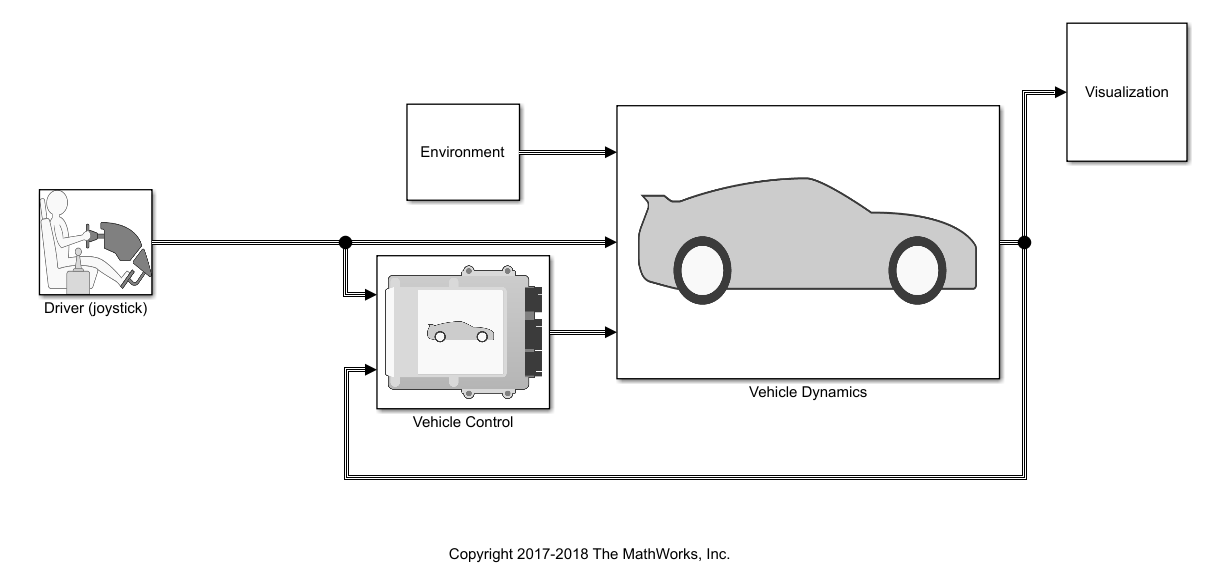 Visualization
Environment
Driver (joystick)
Vehicle Dynamics
Vehicle Control
Copyright 2017-2018 The MathWorks, Inc.